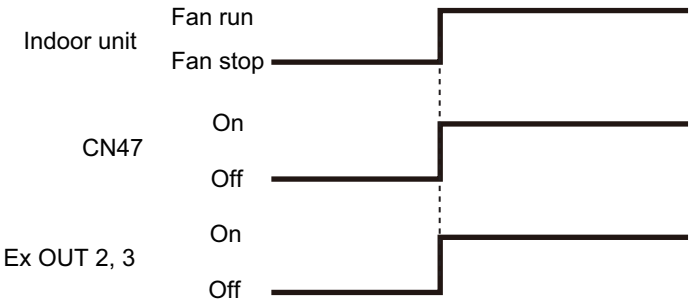 Fan run
Indoor unit
Fan stop
On
CN47
Off
On
Ex OUT 2, 3
Off